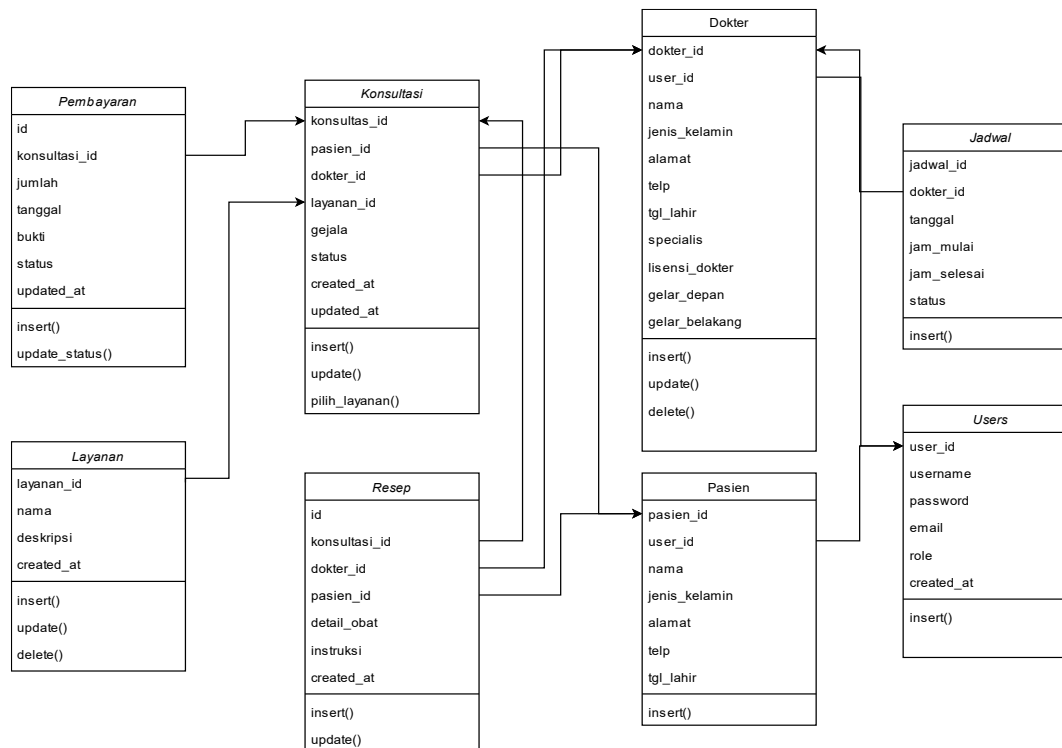 Pembayaran
id
konsultasi_id
jumlah
tanggal
bukti
status
updated_at
insert()
update_status()
Layanan
layanan_id
nama
deskripsi
created_at
insert()
update()
delete()
Konsultasi
konsultas_id
pasien_id
dokter_id
layanan_id
gejala
status
created_at
updated_at
insert()
update()
pilih_layanan()
Resep
id
konsultasi_id
dokter_id
pasien_id
detail_obat
instruksi
created_at
insert()
update()
Dokter
dokter_id
user_id
nama
jenis_kelamin
alamat
telp
tgl_lahir
specialis
lisensi_dokter
gelar_depan
gelar_belakang
insert()
update()
delete()
Pasien
pasien_id
user_id
nama
jenis_kelamin
alamat
telp
tgl_lahir
insert()
Jadwal
jadwal_id
dokter_id
tanggal
jam_mulai
jam_selesai
status
insert()
Users
user_id
username
password
email
role
created_at
insert()